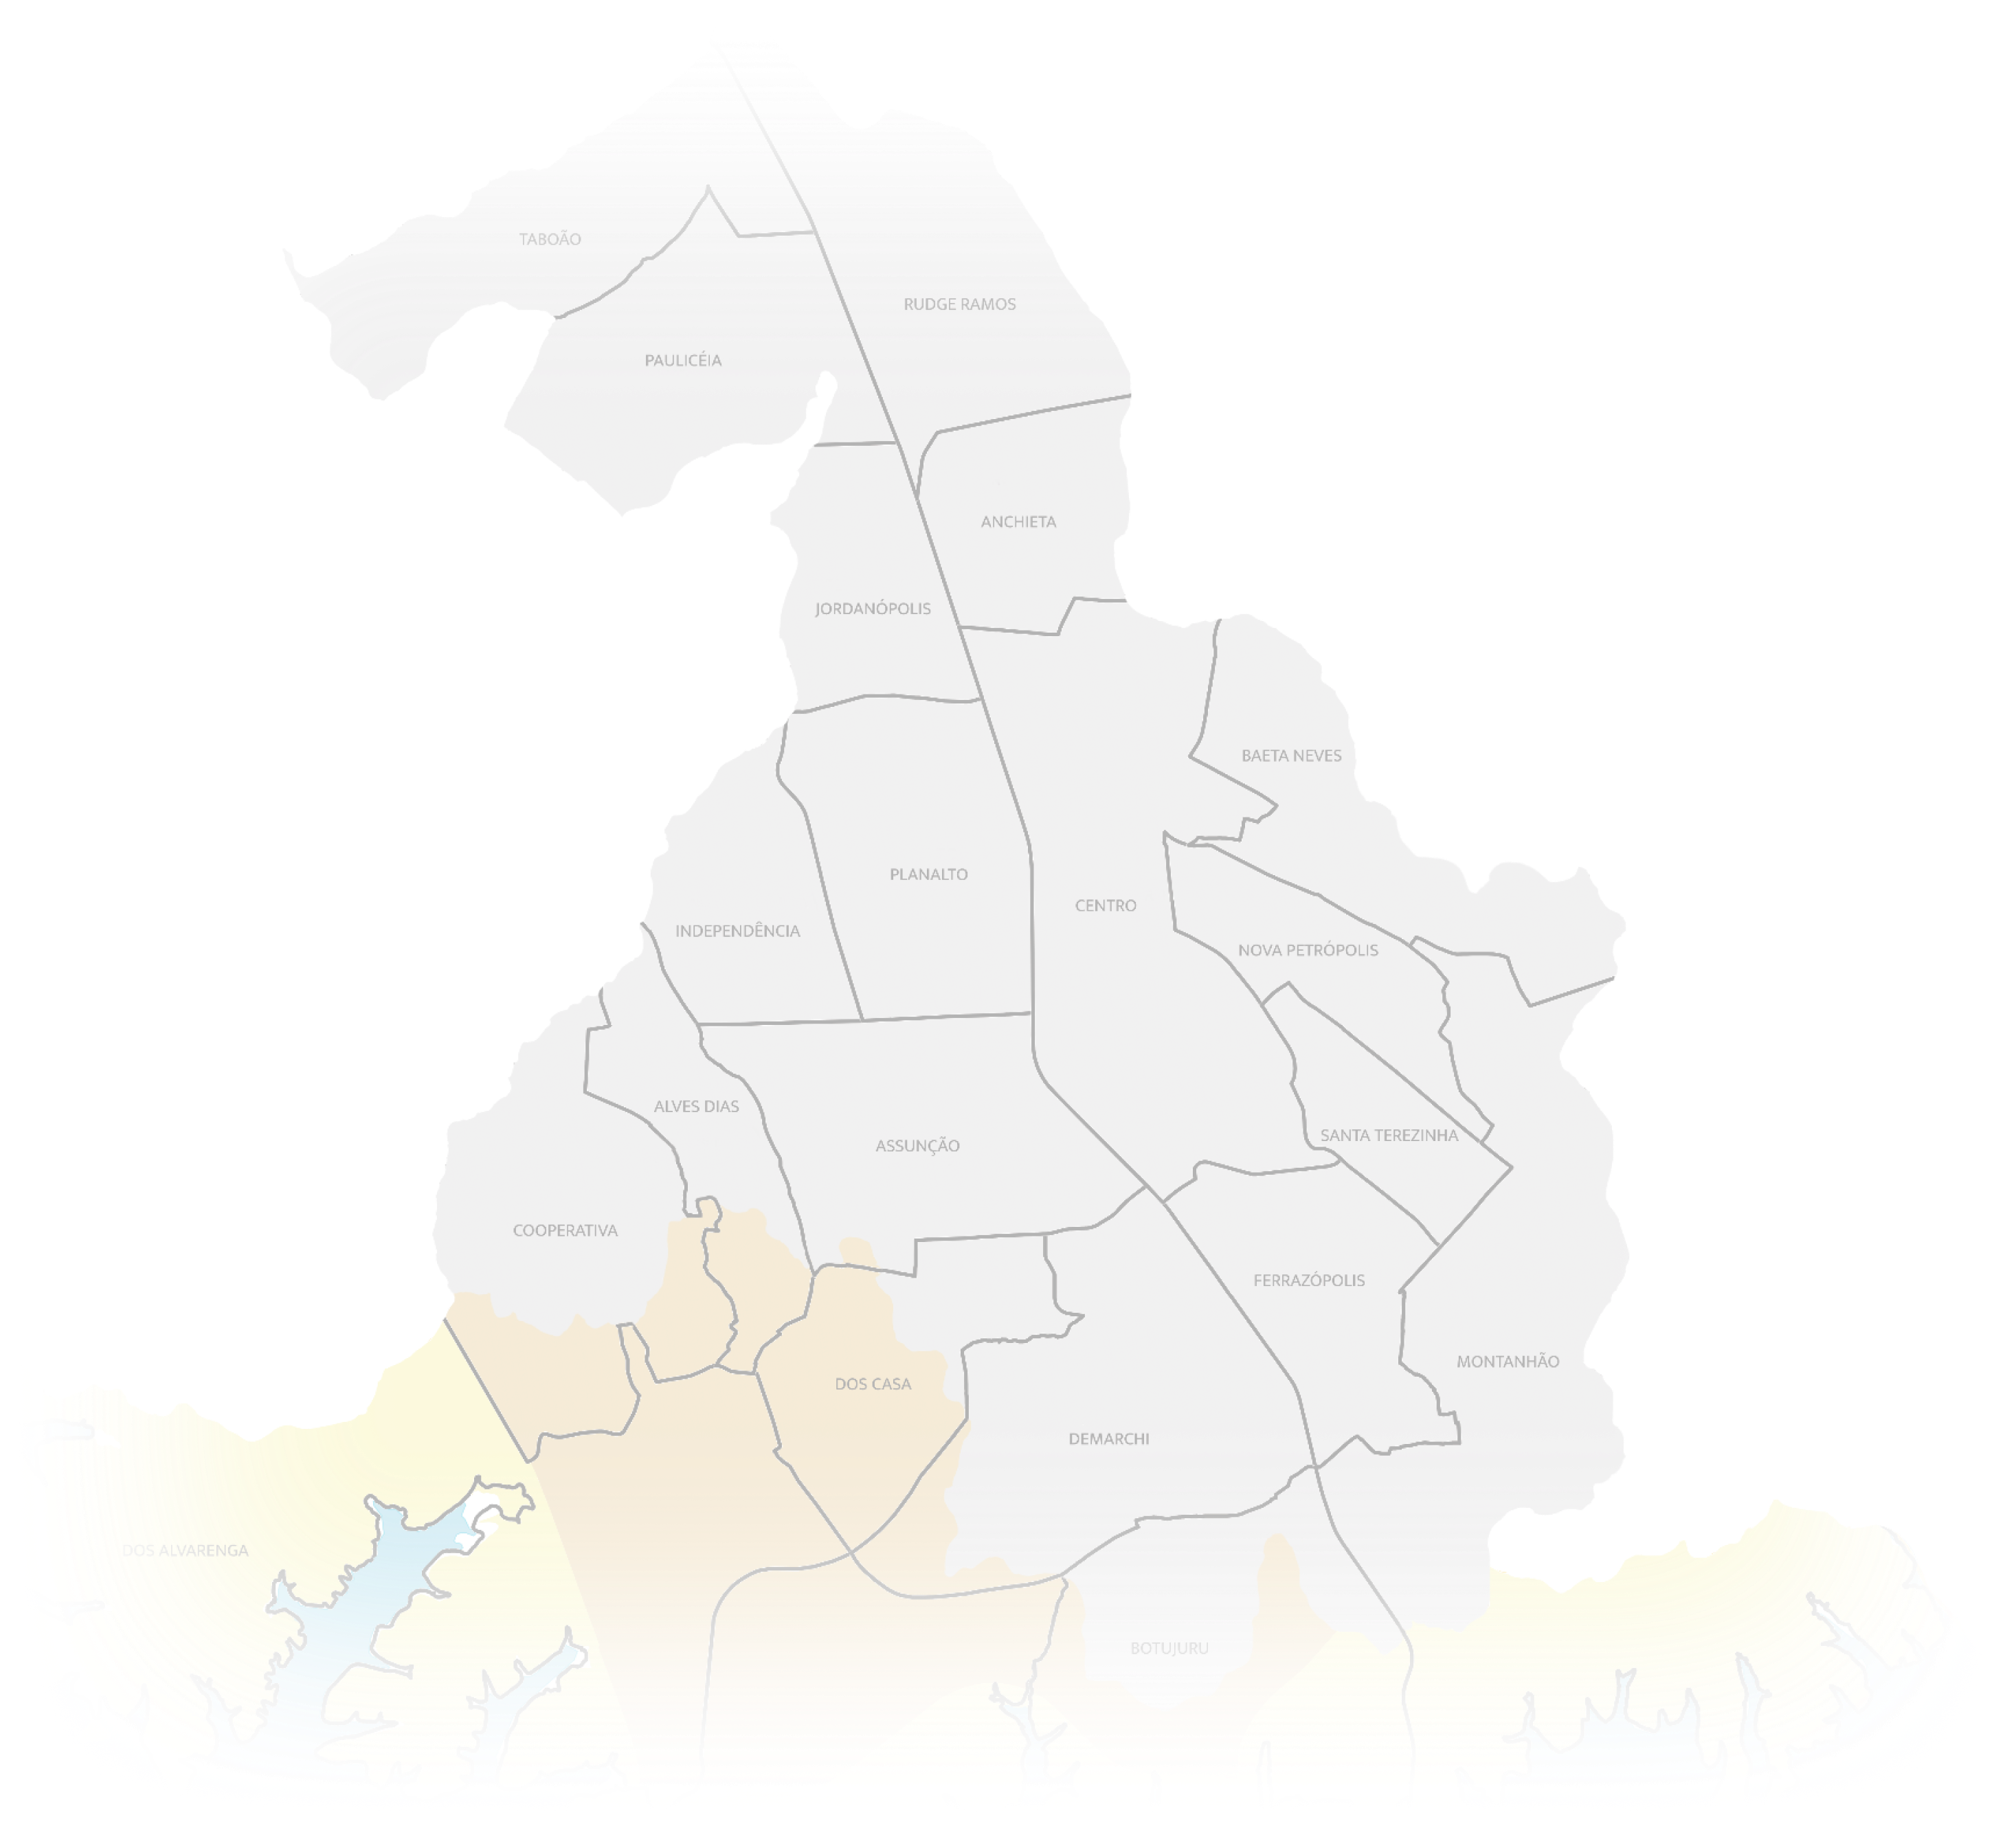 TABOÃO
RUDGE RAMOS
PAULICÉIA
ANCHIETA
JORDANÓPOLIS
BAETA NEVES
PLANALTO
CENTRO
INDEPENDÊNCIA
NOVA PETRÓPOLIS
ALVES DIAS
SANTA TEREZINHA
ASSUNÇÃO
COOPERATIVA
FERRAZÓPOLIS
MONTANHÃO
DOS CASA
DEMARCHI
DOS ALVARENGA
BOTUJURU